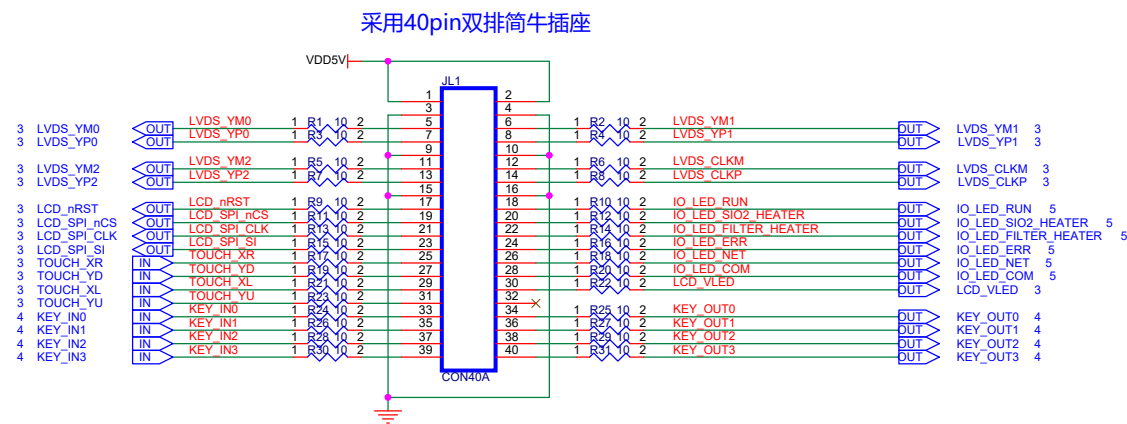 采用40pin双排简牛插座
VDD5V
JL1
1 2
3 4
3 LVDS_YM0 OUT LVDS_YM0 1 R1 10 2 5 6 1 R2 10 2 LVDS_YM1 OUT LVDS_YM1 3
3 LVDS_YP0 OUT LVDS_YP0 1 R3 10 2 7 8 1 R4 10 2 LVDS_YP1 OUT LVDS_YP1 3
9 10
3 LVDS_YM2 OUT LVDS_YM2 1 R5 10 2 11 12 1 R6 10 2 LVDS_CLKM OUT LVDS_CLKM 3
3 LVDS_YP2 OUT LVDS_YP2 1 R7 10 2 13 14 1 R8 10 2 LVDS_CLKP OUT LVDS_CLKP 3
15 16
3 LCD_nRST OUT LCD_nRST 1 R9 10 2 17 18 1 R10 10 2 IO_LED_RUN OUT IO_LED_RUN 5
3 LCD_SPI_nCS OUT LCD_SPI_nCS 1 R11 10 2 19 20 1 R12 10 2 IO_LED_SIO2_HEATER OUT IO_LED_SIO2_HEATER 5
3 LCD_SPI_CLK OUT LCD_SPI_CLK 1 R13 10 2 21 22 1 R14 10 2 IO_LED_FILTER_HEATER OUT IO_LED_FILTER_HEATER 5
3 LCD_SPI_SI OUT LCD_SPI_SI 1 R15 10 2 23 24 1 R16 10 2 IO_LED_ERR OUT IO_LED_ERR 5
3 TOUCH_XR IN TOUCH_XR 1 R17 10 2 25 26 1 R18 10 2 IO_LED_NET OUT IO_LED_NET 5
3 TOUCH_YD IN TOUCH_YD 1 R19 10 2 27 28 1 R20 10 2 IO_LED_COM OUT IO_LED_COM 5
3 TOUCH_XL IN TOUCH_XL 1 R21 10 2 29 30 1 R22 10 2 LCD_VLED OUT LCD_VLED 3
3 TOUCH_YU IN TOUCH_YU 1 R23 10 2 31 32
4 KEY_IN0 IN KEY_IN0 1 R24 10 2 33 34 1 R25 10 2 KEY_OUT0 OUT KEY_OUT0 4
4 KEY_IN1 IN KEY_IN1 1 R26 10 2 35 36 1 R27 10 2 KEY_OUT1 OUT KEY_OUT1 4
4 KEY_IN2 IN KEY_IN2 1 R28 10 2 37 38 1 R29 10 2 KEY_OUT2 OUT KEY_OUT2 4
4 KEY_IN3 IN KEY_IN3 1 R30 10 2 39 40 1 R31 10 2 KEY_OUT3 OUT KEY_OUT3 4
CON40A